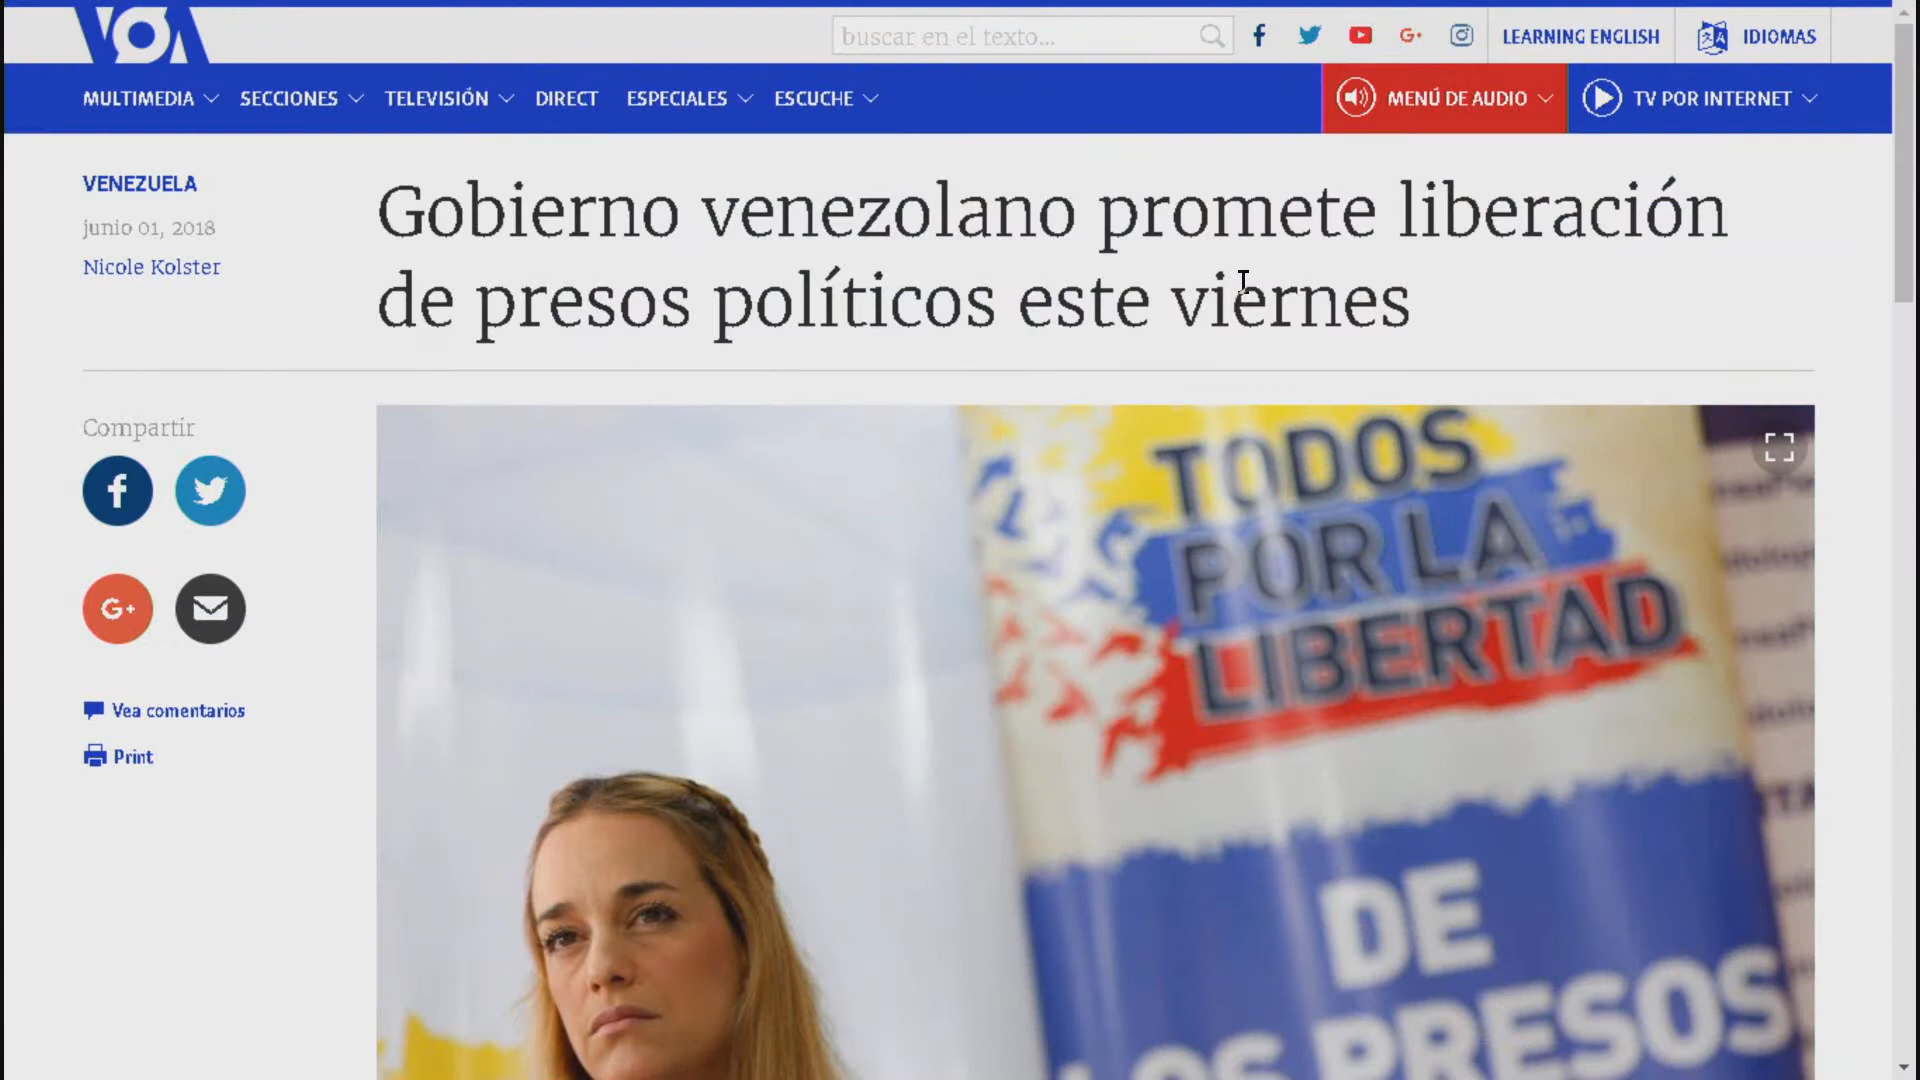 VOA
buscar en el texto...
G+
LEARNING ENGLISH
IDIOMAS
MULTIMEDIA
SECCIONES
TELEVISIÓN
DIRECT
ESPECIALES
ESCUCHE
MENÚ DE AUDIO
TV POR INTERNET
VENEZUELA
junio 01, 2018
Nicole Kolster
Gobierno venezolano promete liberación
de presos políticos este viernes
Compartir
G+
Vea comentarios
Print
TODOS
POR LA
LIBERTAD
DE
LOS PRESOS